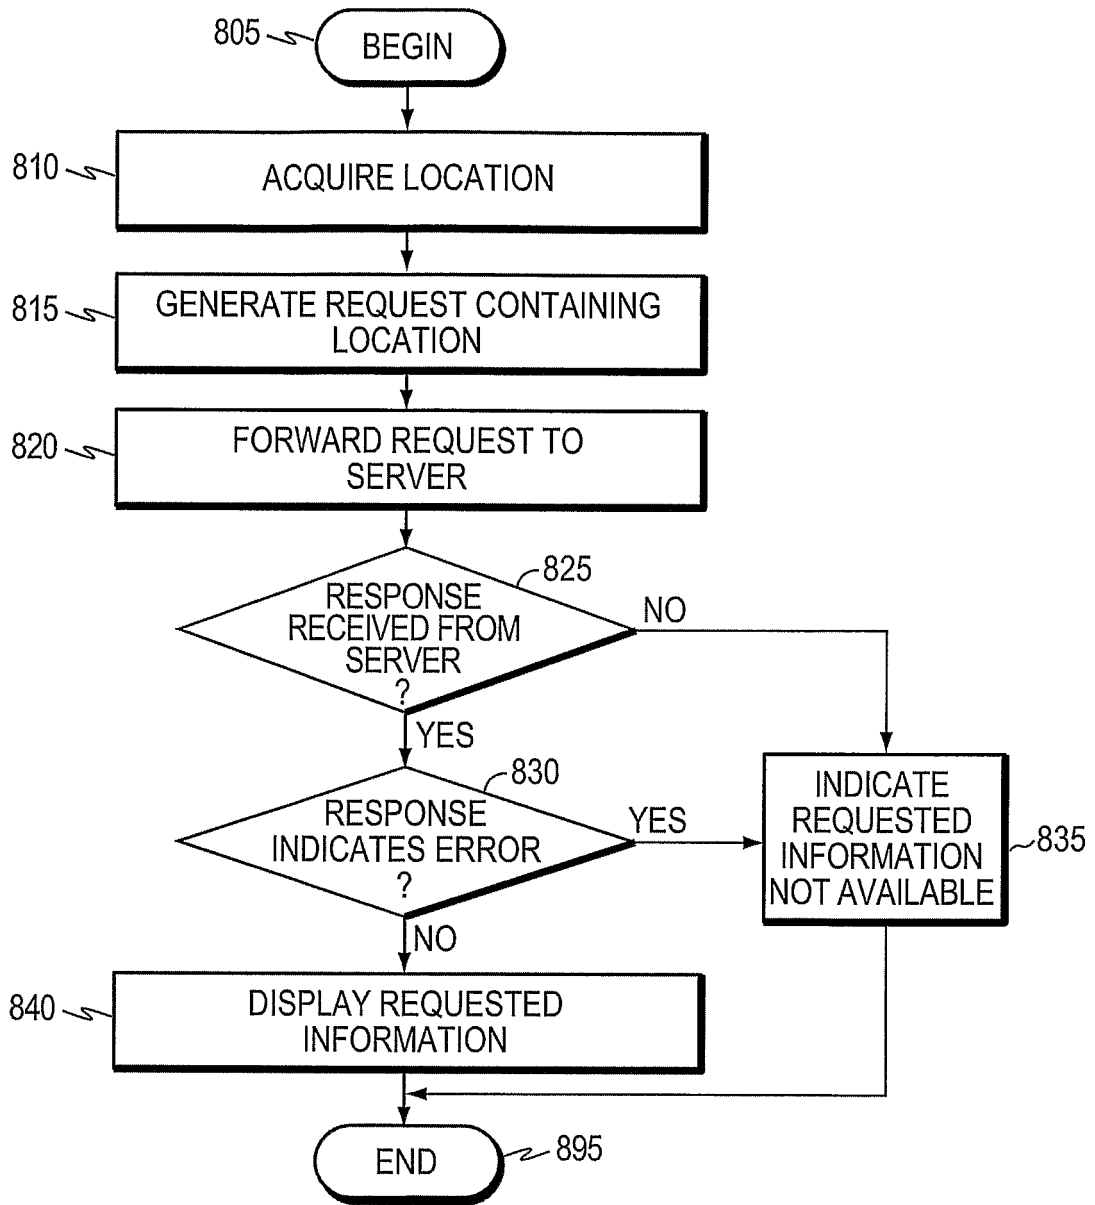 805
BEGIN
810
ACQUIRE LOCATION
815
GENERATE REQUEST CONTAINING
LOCATION
820
FORWARD REQUEST TO
SERVER
825
RESPONSE
RECEIVED FROM
SERVER
?
NO
YES
830
RESPONSE
INDICATES ERROR
?
YES
INDICATE
REQUESTED
INFORMATION
NOT AVAILABLE
835
NO
840
DISPLAY REQUESTED
INFORMATION
END
895